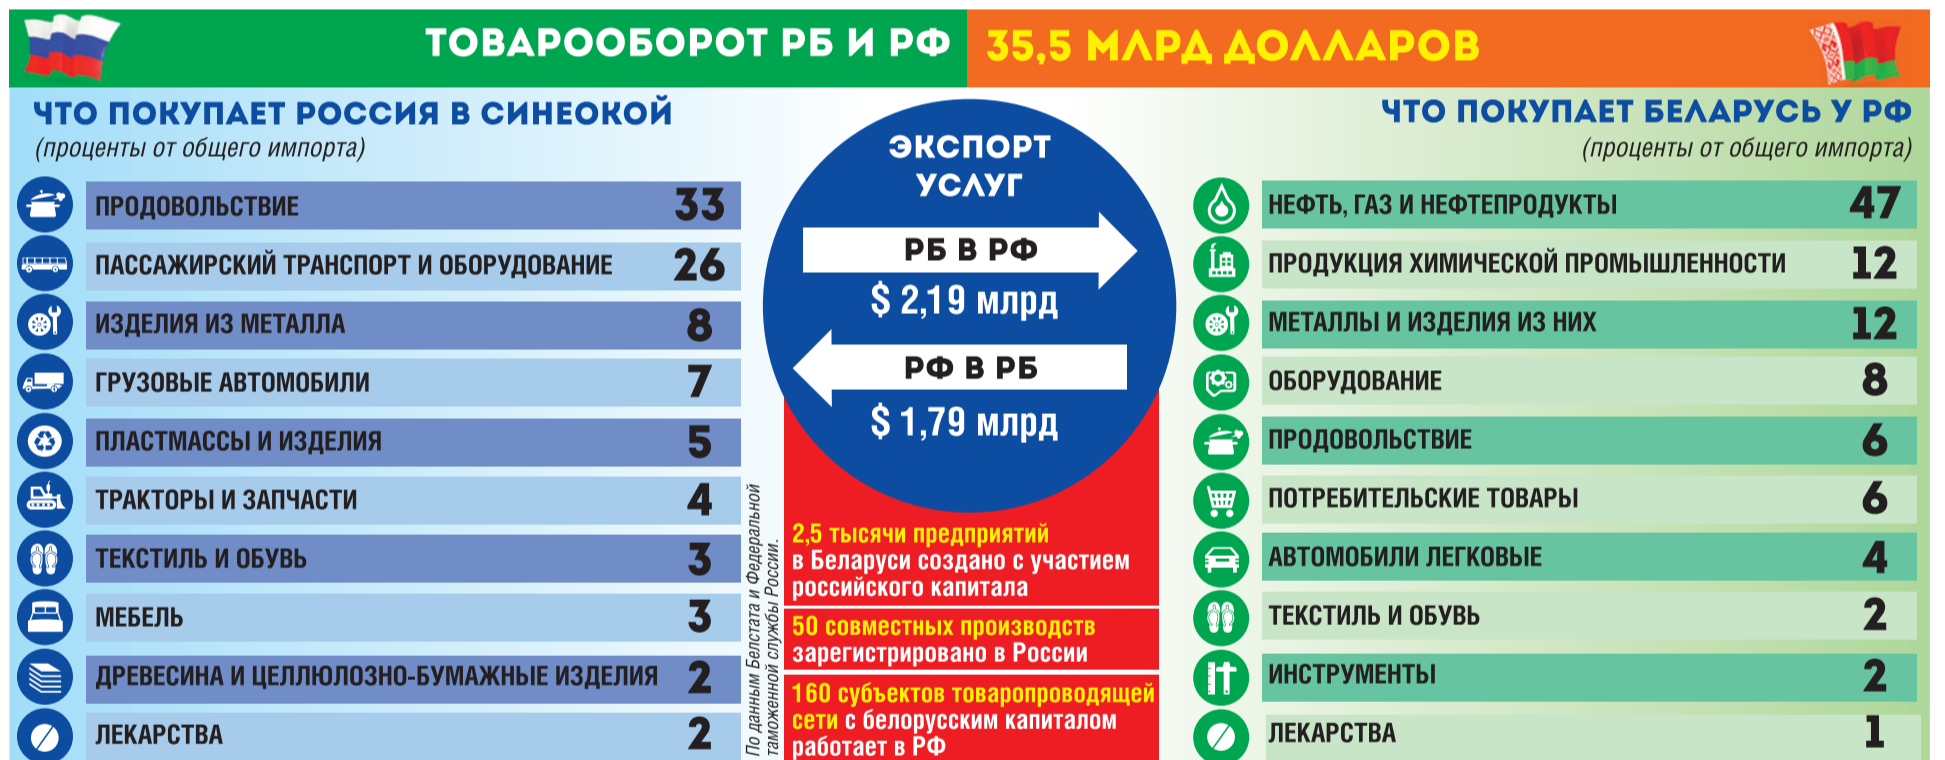 ТОВАРООБОРОТ РБ И РФ 35,5 МЛРД ДОЛЛАРОВ
ЧТО ПОКУПАЕТ РОССИЯ В СИНЕОКОЙ
(проценты от общего импорта)
ПРОДОВОЛЬСТВИЕ 33
ПАССАЖИРСКИЙ ТРАНСПОРТ И ОБОРУДОВАНИЕ 26
ИЗДЕЛИЯ ИЗ МЕТАЛЛА 8
ГРУЗОВЫЕ АВТОМОБИЛИ 7
ПЛАСТМАССЫ И ИЗДЕЛИЯ 5
ТРАКТОРЫ И ЗАПЧАСТИ 4
ТЕКСТИЛЬ И ОБУВЬ 3
МЕБЕЛЬ 3
ДРЕВЕСИНА И ЦЕЛЛЮЛОЗНО-БУМАЖНЫЕ ИЗДЕЛИЯ 2
ЛЕКАРСТВА 2
По данным Белстата и Федеральной
таможенной службы России.
ЭКСПОРТ
УСЛУГ
РБ В РФ
$ 2,19 млрд
РФ В РБ
$ 1,79 млрд
2,5 тысячи предприятий
в Беларуси создано с участием
российского капитала
50 совместных производств
зарегистрировано в России
160 субъектов товаропроводящей
сети с белорусским капиталом
работает в РФ
ЧТО ПОКУПАЕТ БЕЛАРУСЬ У РФ
(проценты от общего импорта)
НЕФТЬ, ГАЗ И НЕФТЕПРОДУКТЫ 47
ПРОДУКЦИЯ ХИМИЧЕСКОЙ ПРОМЫШЛЕННОСТИ 12
МЕТАЛЛЫ И ИЗДЕЛИЯ ИЗ НИХ 12
ОБОРУДОВАНИЕ 8
ПРОДОВОЛЬСТВИЕ 6
ПОТРЕБИТЕЛЬСКИЕ ТОВАРЫ 6
АВТОМОБИЛИ ЛЕГКОВЫЕ 4
ТЕКСТИЛЬ И ОБУВЬ 2
ИНСТРУМЕНТЫ 2
ЛЕКАРСТВА 1